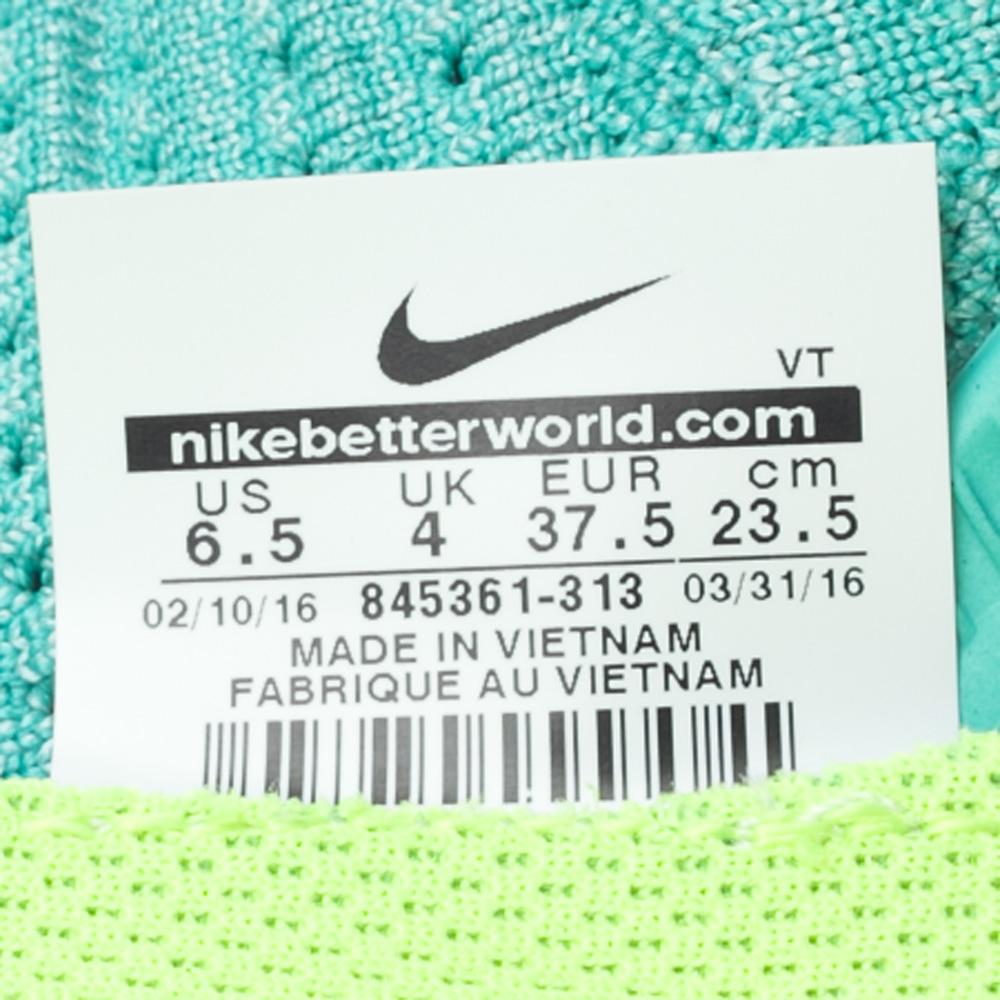 VT
nikebetterworld.com
US UK EUR cm
6.5 4 37.5 23.5
02/10/16 845361-313 03/31/16
MADE IN VIETNAM
FABRIQUE AU VIETNAM